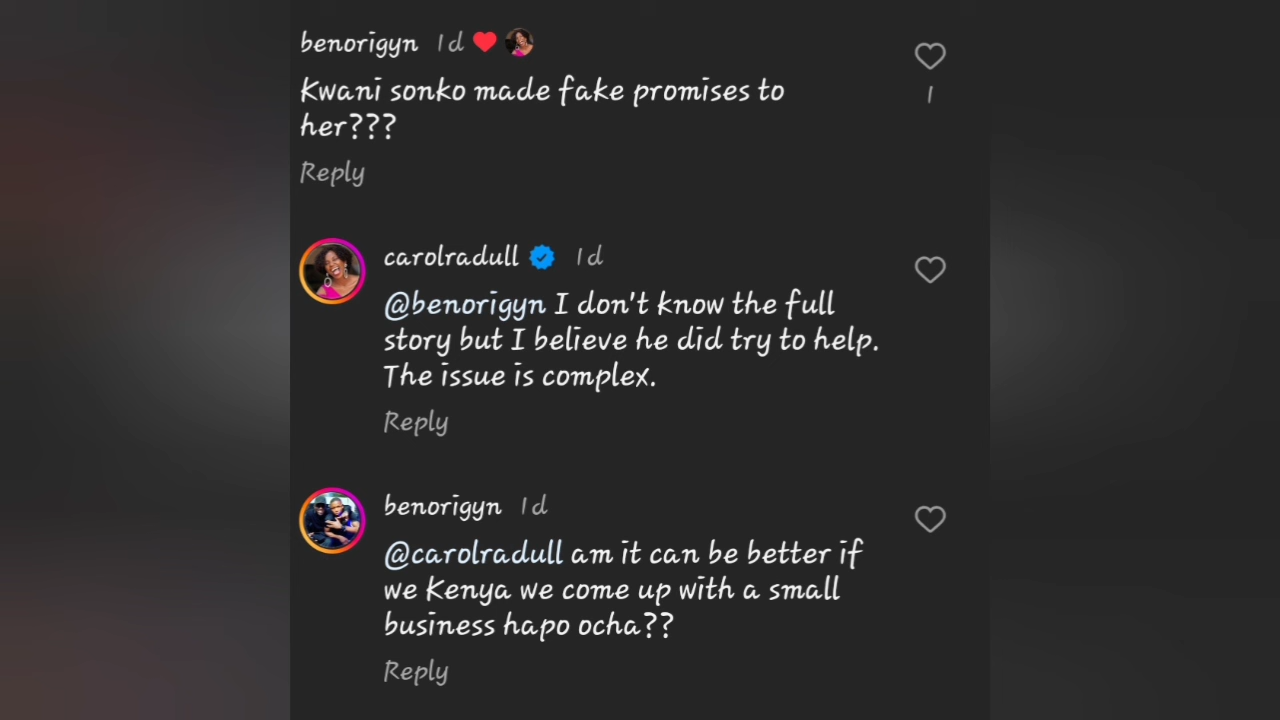 benorigyn 1d
Kwani sonko made fake promises to
her???
1
Reply
carolradull 1d
@benorigyn I don't know the full
story but I believe he did try to help.
The issue is complex.
Reply
benorigyn 1d
@carolradull am it can be better if
we Kenya we come up with a small
business hapo ocha??
Reply